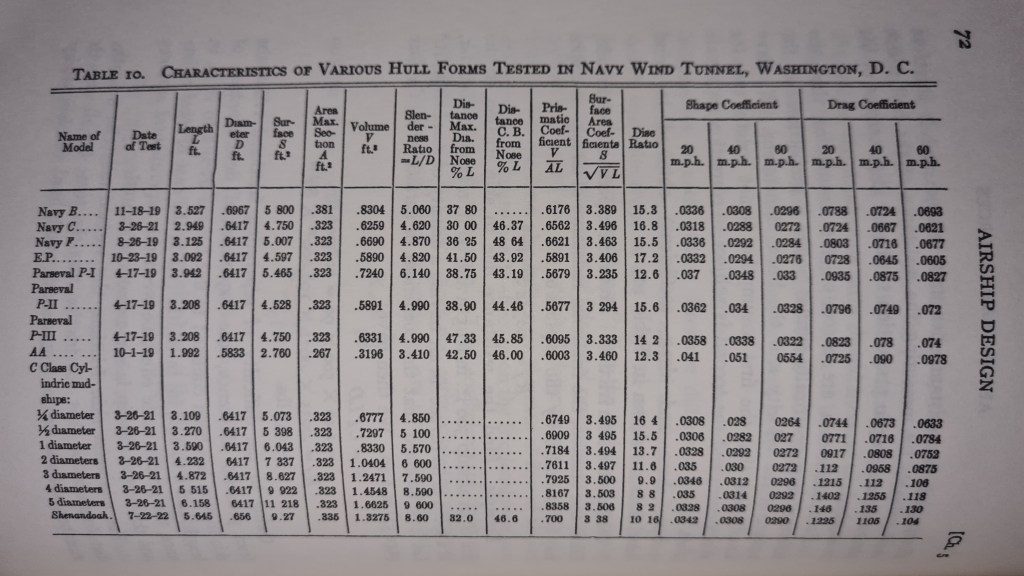 72
AIRSHIP DESIGN
[Ch. 5
TABLE 10. CHARACTERISTICS OF VARIOUS HULL FORMS TESTED IN NAVY WIND TUNNEL, WASHINGTON, D. C.
Name of Model | Date of Test | Length L ft. | Diameter D ft. | Surface S ft.² | Area Max. Section A ft.² | Volume V ft.³ | Slenderness Ratio =L/D | Distance Max. Dia. from Nose % L | Distance C. B. from Nose % L | Prismatic Coefficient V/AL | Surface Area Coefficients S/√VL | Disc Ratio | Shape Coefficient 20 m.p.h. 40 m.p.h. 60 m.p.h. | Drag Coefficient 20 m.p.h. 40 m.p.h. 60 m.p.h.
Navy B.... 11-18-19 3.527 .6967 5 800 .381 .8304 5.060 37 80 ...... .6176 3.389 15.3 .0336 .0308 .0296 .0788 .0724 .0693
Navy C..... 3-26-21 2.949 .6417 4.750 .323 .6259 4.620 30 00 46.37 .6562 3.496 16.8 .0318 .0288 0272 .0724 .0667 .0621
Navy F..... 8-26-19 3.125 .6417 5.007 .323 .6690 4.870 36 25 48 64 .6621 3.463 15.5 .0336 .0292 .0284 .0803 .0716 .0677
E.P........ 10-23-19 3.092 .6417 4.597 .323 .5890 4.820 41.50 43.92 .5891 3.406 17.2 .0332 .0294 .0276 .0728 .0645 .0605
Parseval P-I 4-17-19 3.942 .6417 5.465 .323 .7240 6.140 38.75 43.19 .5679 3.235 12.6 .037 .0348 .033 .0935 .0875 .0827
Parseval
P-II ...... 4-17-19 3.208 .6417 4.528 .323 .5891 4.990 38.90 44.46 .5677 3 294 15.6 .0362 .034 .0328 .0796 .0749 .072
Parseval
P-III ..... 4-17-19 3.208 .6417 4.750 .323 .6331 4.990 47.33 45.85 .6095 3.333 14 2 .0358 .0338 .0322 .0823 .078 .074
AA ...... 10-1-19 1.992 .5833 2.760 .267 .3196 3.410 42.50 46.00 .6003 3.460 12.3 .041 .051 0554 .0725 .090 .0978
C Class Cyl-
indric mid-
ships:
¼ diameter 3-26-21 3.109 .6417 5.073 .323 .6777 4.850 ...... ...... .6749 3.495 16 4 .0308 .028 0264 .0744 .0673 .0633
½ diameter 3-26-21 3.270 .6417 5 398 .323 .7297 5 100 ...... ...... .6909 3 495 15.5 .0306 .0282 027 0771 .0716 .0784
1 diameter 3-26-21 3.590 .6417 6.043 .323 .8330 5.570 ...... ...... .7184 3.494 13.7 .0328 .0292 .0272 0917 .0808 .0752
2 diameters 3-26-21 4.232 6417 7 337 .323 1.0404 6 600 ...... ...... .7611 3.497 11.6 .035 .030 .0272 .112 .0958 .0875
3 diameters 3-26-21 4.872 .6417 8.627 .323 1.2471 7.590 ...... ...... .7925 3.500 9.9 .0346 .0312 0296 .1215 .112 .106
4 diameters 3-26-21 5 515 .6417 9 922 .323 1.4548 8.590 ...... ...... .8167 3.503 8 8 .035 .0314 .0292 .1402 .1255 .118
5 diameters 3-26-21 6.158 6417 11 218 .323 1.6625 9 600 ...... ...... .8358 3.506 8 2 .0328 .0308 0296 .146 .135 .130
Shenandoah. 7-22-22 5.645 .656 9.27 .335 1.3275 8.60 32.0 46.6 .700 3 38 10 16 .0342 .0308 0290 .1225 1105 .104